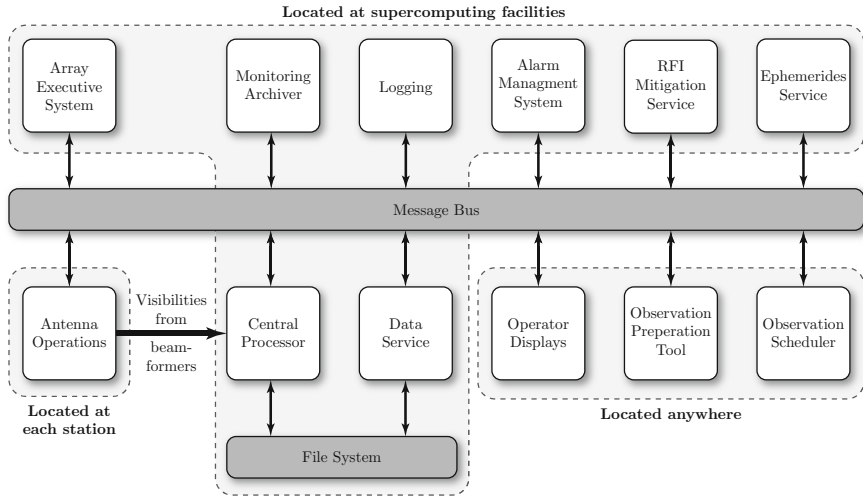 Located at supercomputing facilities
Array
Executive
System
Monitoring
Archiver
Logging
Alarm
Managment
System
RFI
Mitigation
Service
Ephemerides
Service
Message Bus
Antenna
Operations
Visibilities
from
beam-
formers
Central
Processor
Data
Service
Operator
Displays
Observation
Preperation
Tool
Observation
Scheduler
Located at
each station
Located anywhere
File System